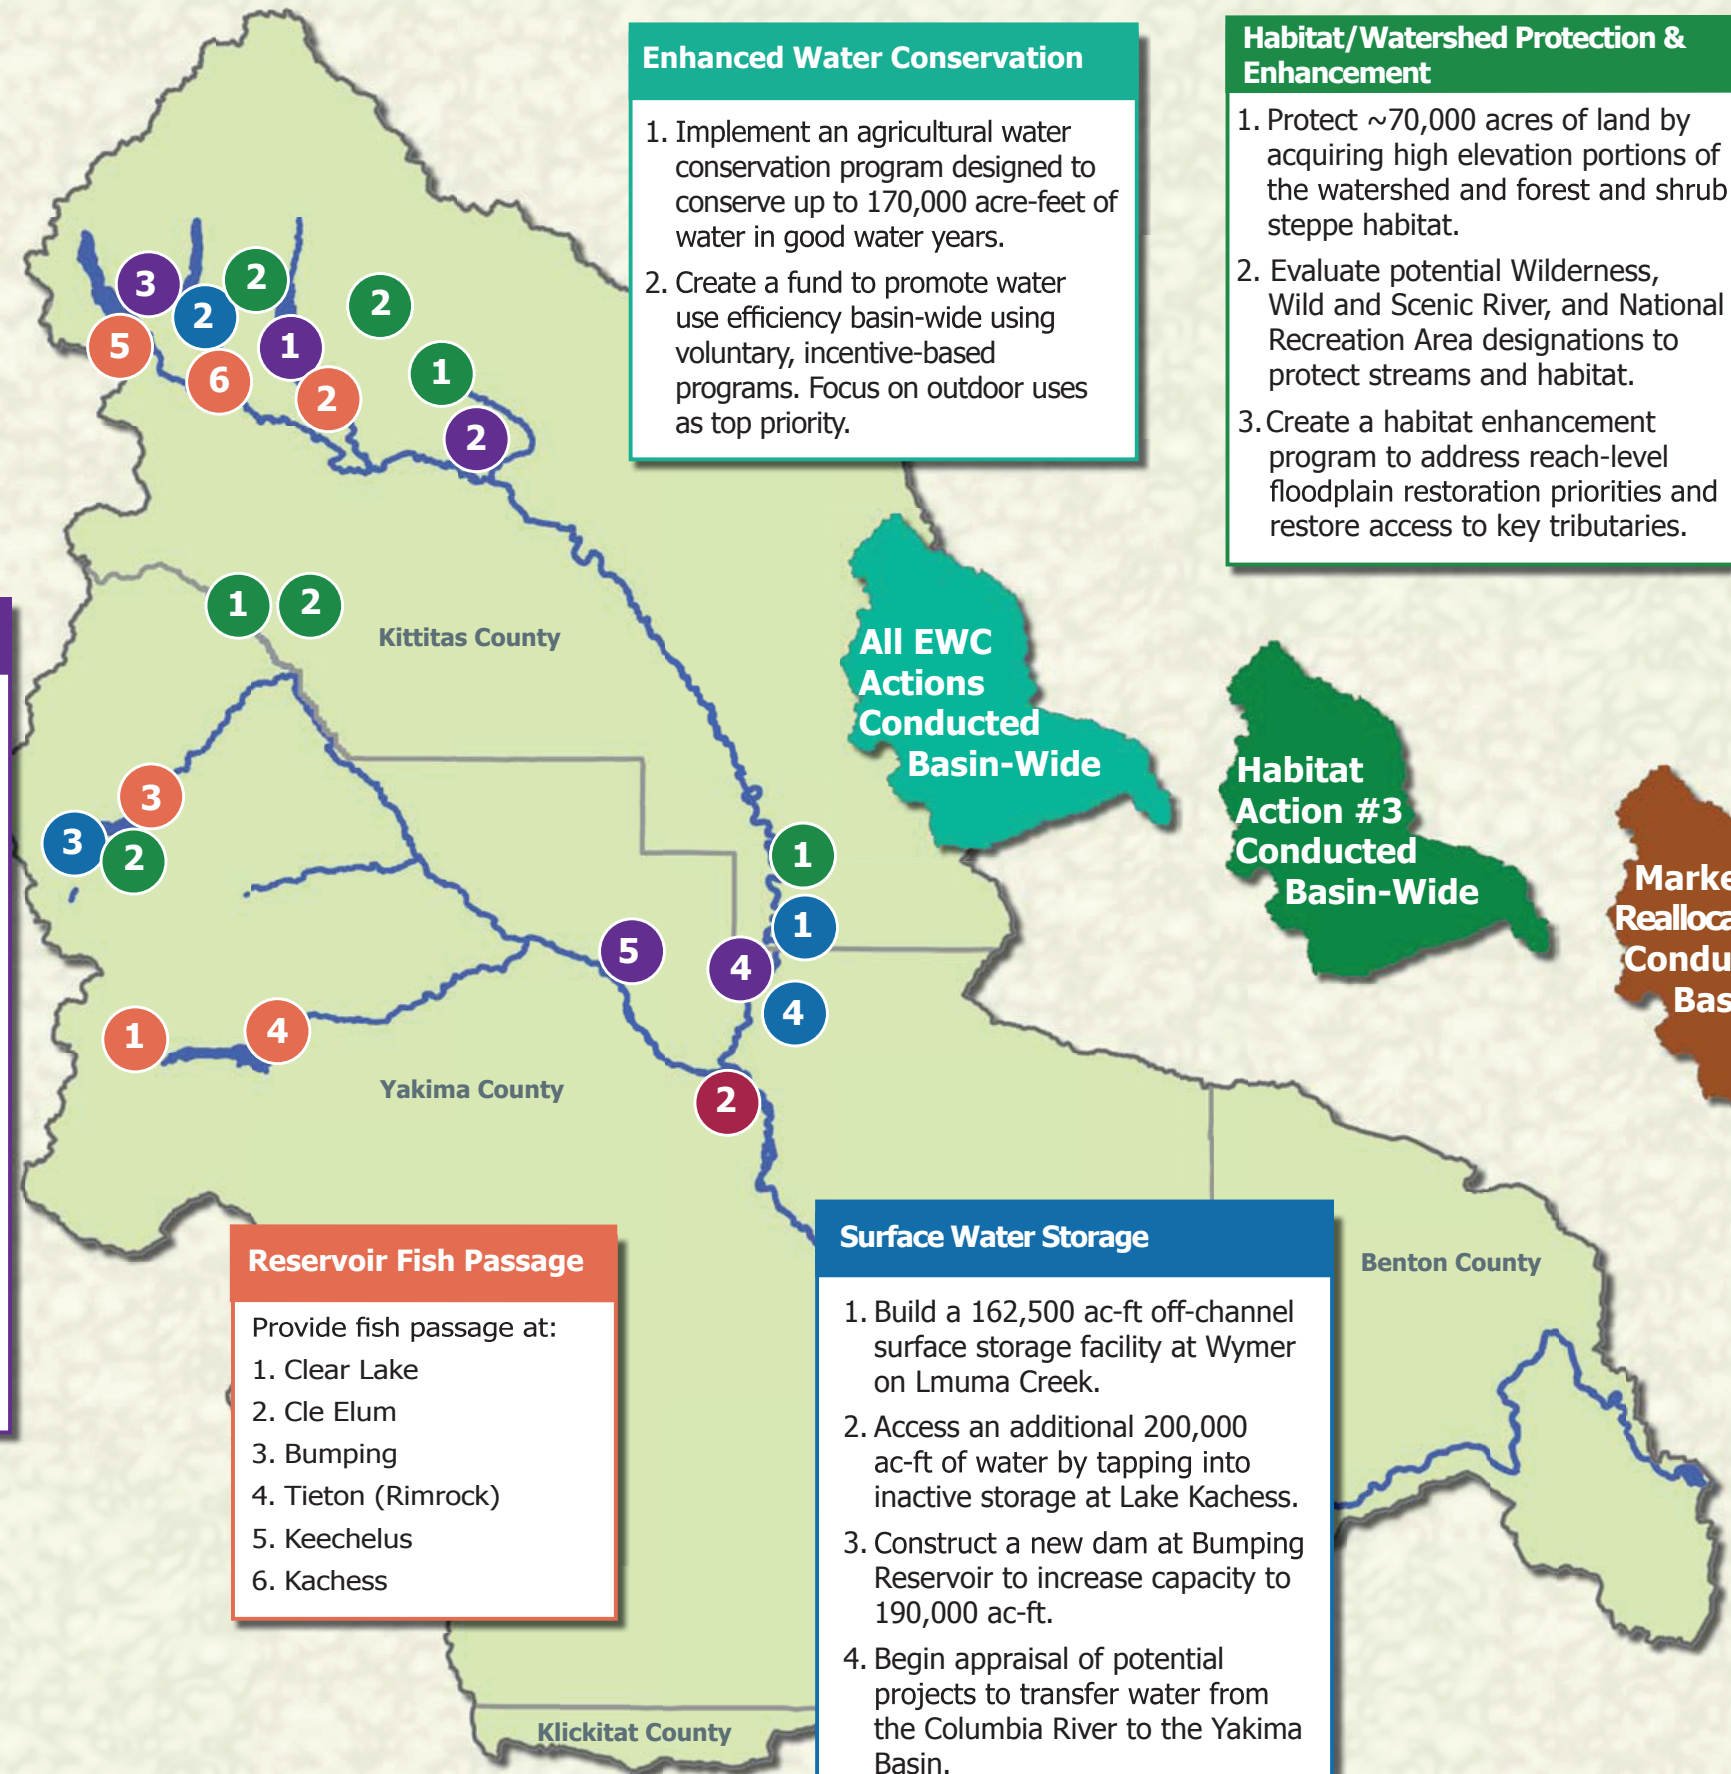 Enhanced Water Conservation
1. Implement an agricultural water
conservation program designed to
conserve up to 170,000 acre-feet of
water in good water years.
2. Create a fund to promote water
use efficiency basin-wide using
voluntary, incentive-based
programs. Focus on outdoor uses
as top priority.
Habitat/Watershed Protection &
Enhancement
1. Protect ~70,000 acres of land by
acquiring high elevation portions of
the watershed and forest and shrub
steppe habitat.
2. Evaluate potential Wilderness,
Wild and Scenic River, and National
Recreation Area designations to
protect streams and habitat.
3. Create a habitat enhancement
program to address reach-level
floodplain restoration priorities and
restore access to key tributaries.
3
2
2
2
5
6
1
2
1
2
1
2
Kittitas County
All EWC
Actions
Conducted
Basin-Wide
Habitat
Action #3
Conducted
Basin-Wide
Conduc
Bas
3
3
2
1
1
5
4
4
1
4
Yakima County
2
Reservoir Fish Passage
Provide fish passage at:
1. Clear Lake
2. Cle Elum
3. Bumping
4. Tieton (Rimrock)
5. Keechelus
6. Kachess
Surface Water Storage
1. Build a 162,500 ac-ft off-channel
surface storage facility at Wymer
on Lmuma Creek.
2. Access an additional 200,000
ac-ft of water by tapping into
inactive storage at Lake Kachess.
3. Construct a new dam at Bumping
Reservoir to increase capacity to
190,000 ac-ft.
4. Begin appraisal of potential
projects to transfer water from
the Columbia River to the Yakima
Basin.
Benton County
Klickitat County